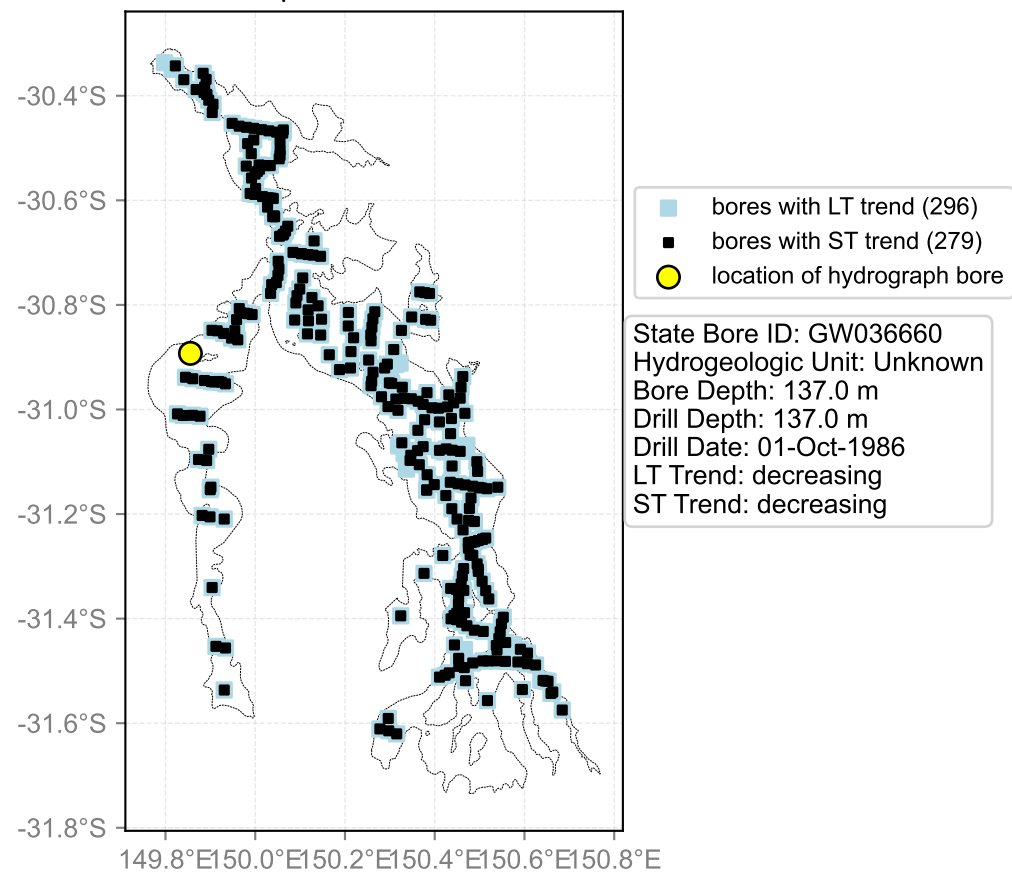 -30.4°S
-30.6°S
-30.8°S
-31.0°S
-31.2°S
-31.4°S
-31.6°S
-31.8°S
149.8°E150.0°E150.2°E150.4°E150.6°E150.8°E
bores with LT trend (296)
bores with ST trend (279)
location of hydrograph bore
State Bore ID: GW036660
Hydrogeologic Unit: Unknown
Bore Depth: 137.0 m
Drill Depth: 137.0 m
Drill Date: 01-Oct-1986
LT Trend: decreasing
ST Trend: decreasing